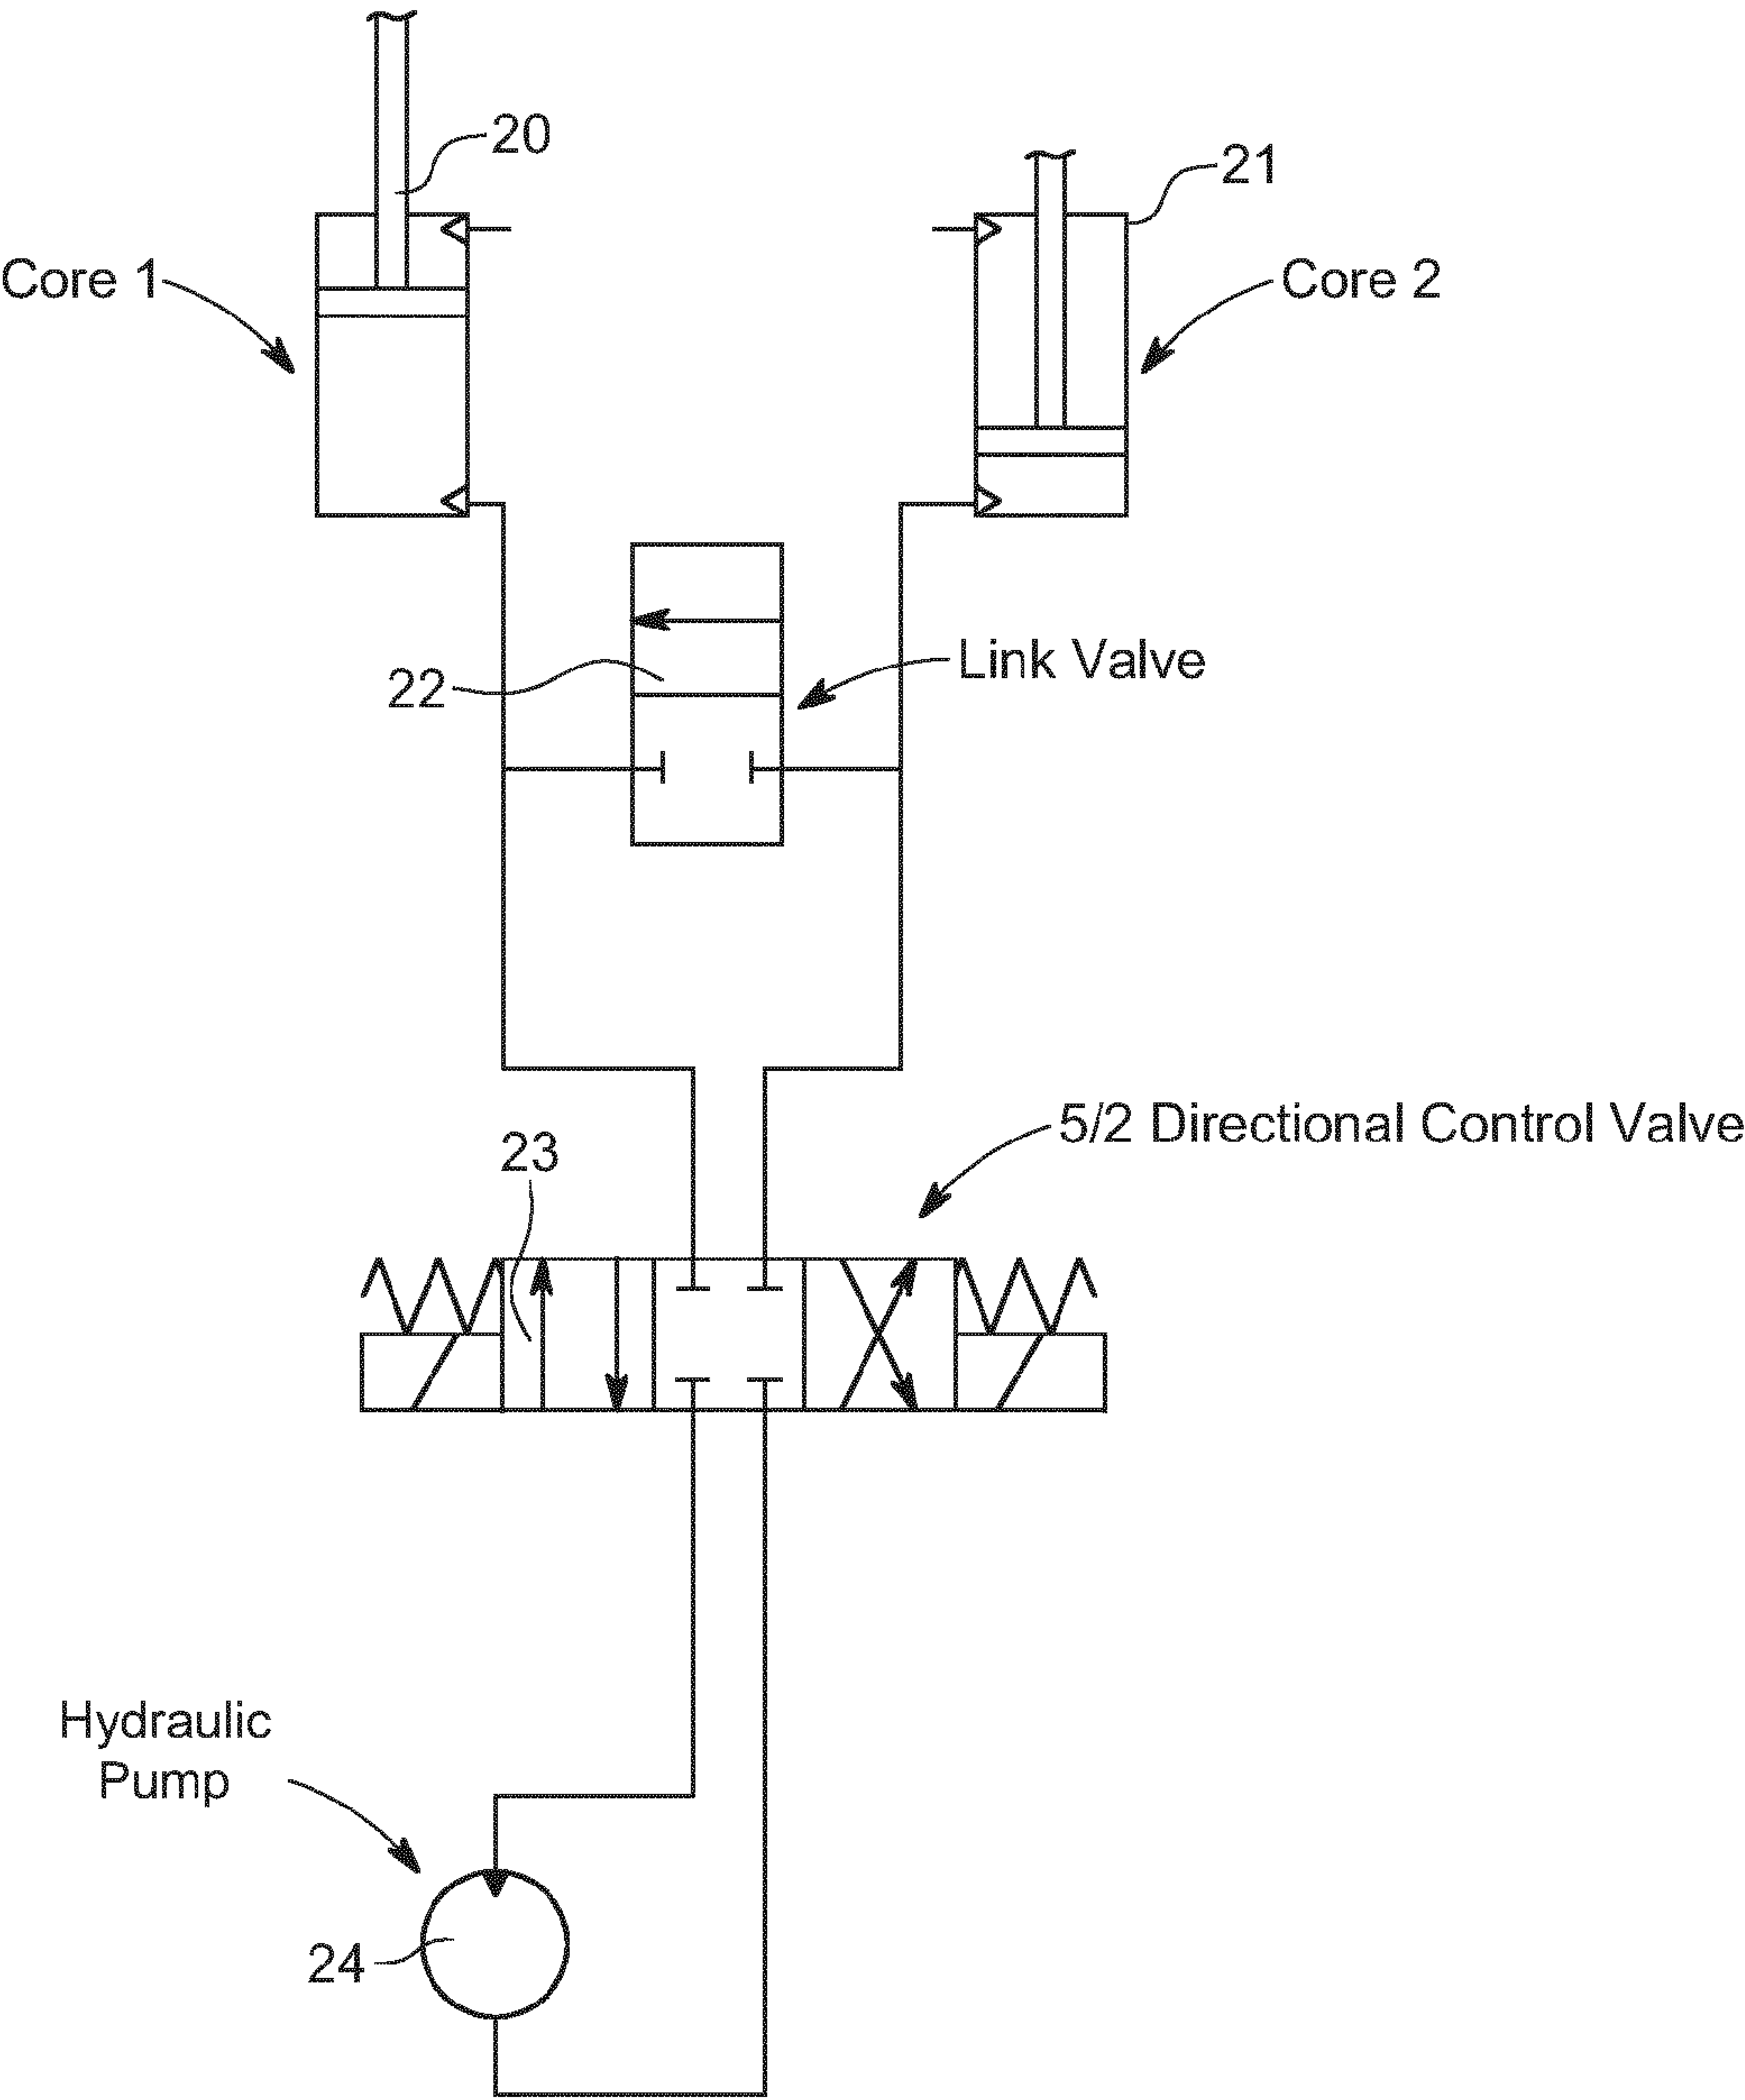 20
21
Core 1
Core 2
Link Valve
22
5/2 Directional Control Valve
23
Hydraulic
Pump
24